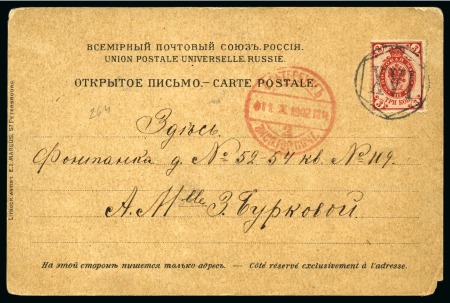 ВСЕМІРНЫЙ ПОЧТОВЫЙ СОЮЗЪ. РОССІЯ.
UNION POSTALE UNIVERSELLE. RUSSIE.
ОТКРЫТОЕ ПИСЬМО.—CARTE POSTALE.
264
Здѣсь.
Фонтанка д. № 52-54 кв. № 119.
А. Mlle З. Бурковой.
На этой сторонѣ пишется только адресъ. — Côté réservé exclusivement à l'adresse.